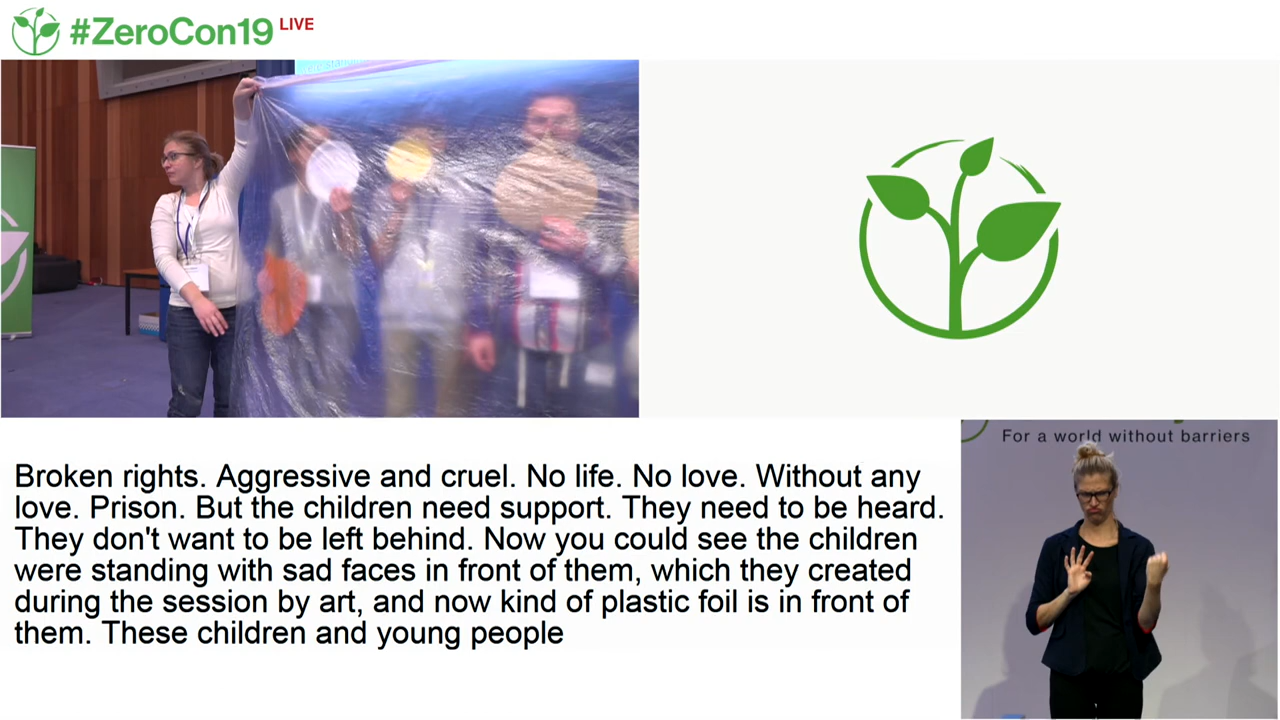 #ZeroCon19 LIVE
For a world without barriers
Broken rights. Aggressive and cruel. No life. No love. Without any
love. Prison. But the children need support. They need to be heard.
They don't want to be left behind. Now you could see the children
were standing with sad faces in front of them, which they created
during the session by art, and now kind of plastic foil is in front of
them. These children and young people